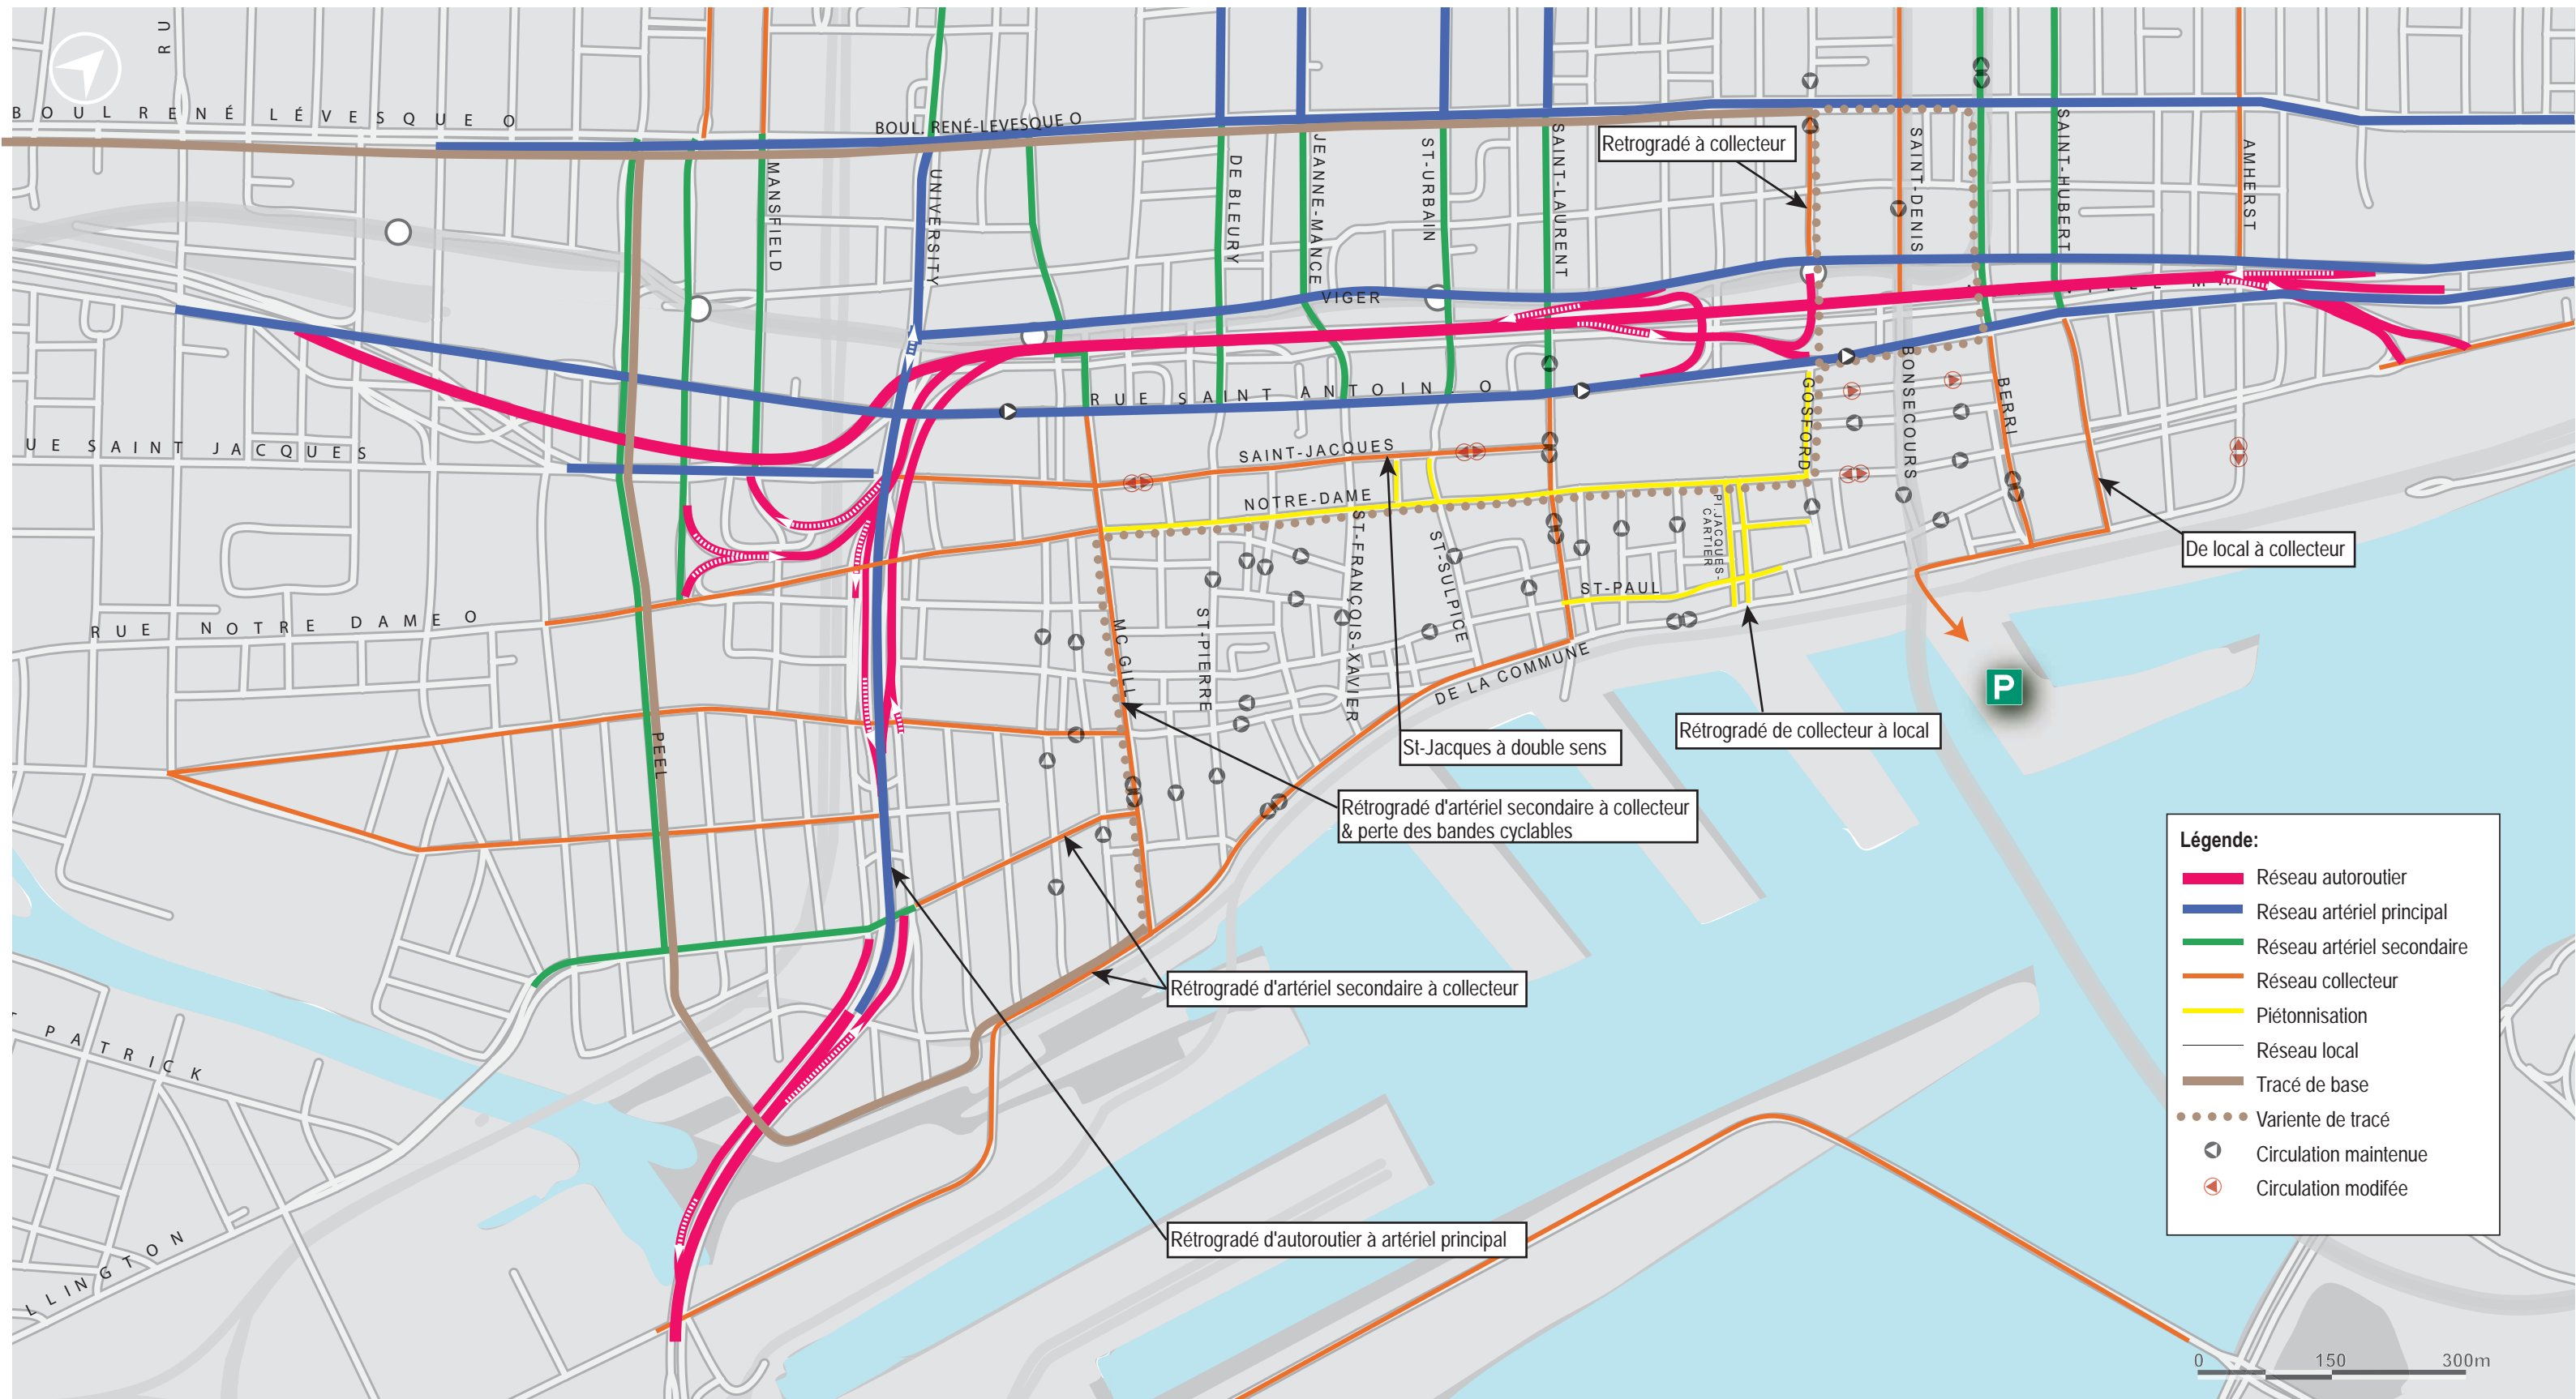 RU
BOUL RENÉ LÉVESQUE O
BOUL. RENÉ-LEVESQUE O
MANSFIELD
UNIVERSITY
DE BLEURY
JEANNE-MANCE
ST-URBAIN
SAINT-LAURENT
Retrogradé à collecteur
SAINT-DENIS
SAINT-HUBERT
AMHERST
VIGER
RUE SAINT ANTOIN O
UE SAINT JACQUES
SAINT-JACQUES
NOTRE-DAME
GOSFORD
BONSECOURS
BERRI
PI.JACQUES-
CARTIER
ST-FRANÇOIS-XAVIER
ST-SULPICE
ST-PAUL
De local à collecteur
RUE NOTRE DAME O
MC GILL
ST-PIERRE
DE LA COMMUNE
P
PEEL
Rétrogradé de collecteur à local
St-Jacques à double sens
Rétrogradé d'artériel secondaire à collecteur
& perte des bandes cyclables
Rétrogradé d'artériel secondaire à collecteur
Rétrogradé d'autoroutier à artériel principal
PATRICK
LLINGTON
Légende:
Réseau autoroutier
Réseau artériel principal
Réseau artériel secondaire
Réseau collecteur
Piétonnisation
Réseau local
Tracé de base
Variente de tracé
Circulation maintenue
Circulation modifée
0 150 300m